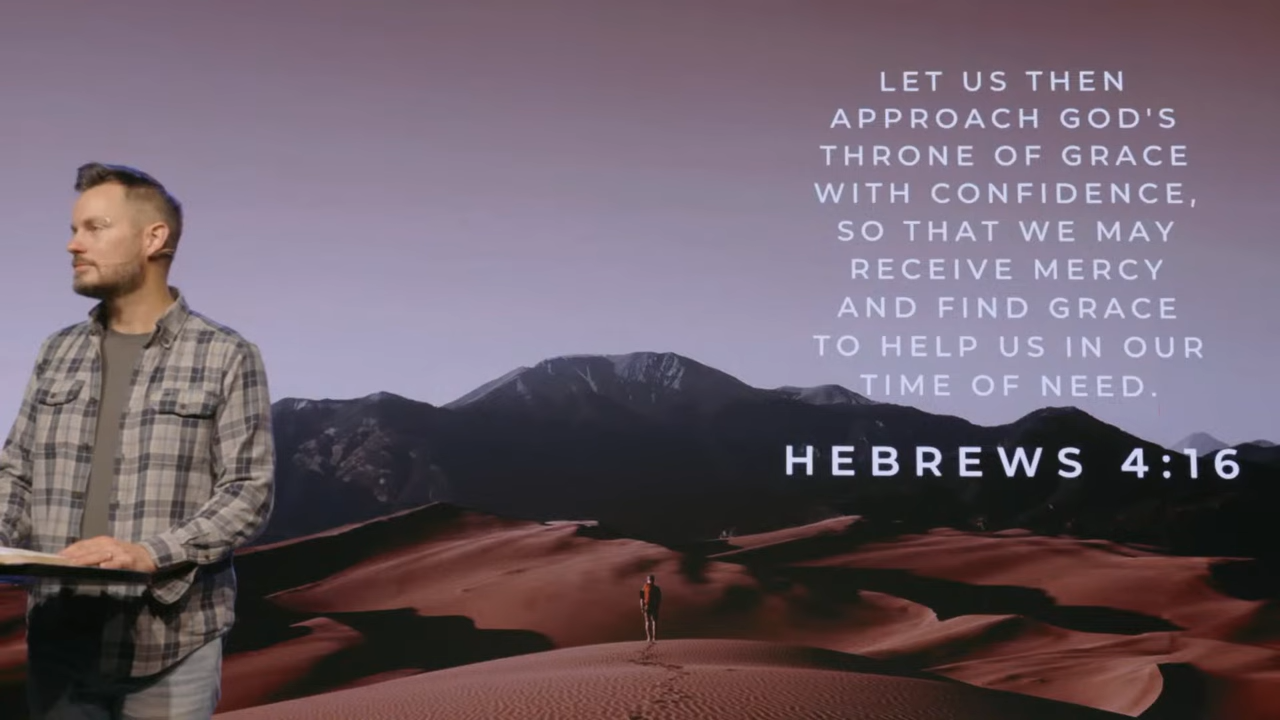 LET US THEN
APPROACH GOD'S
THRONE OF GRACE
WITH CONFIDENCE,
SO THAT WE MAY
RECEIVE MERCY
AND FIND GRACE
TO HELP US IN OUR
TIME OF NEED.
HEBREWS 4:16